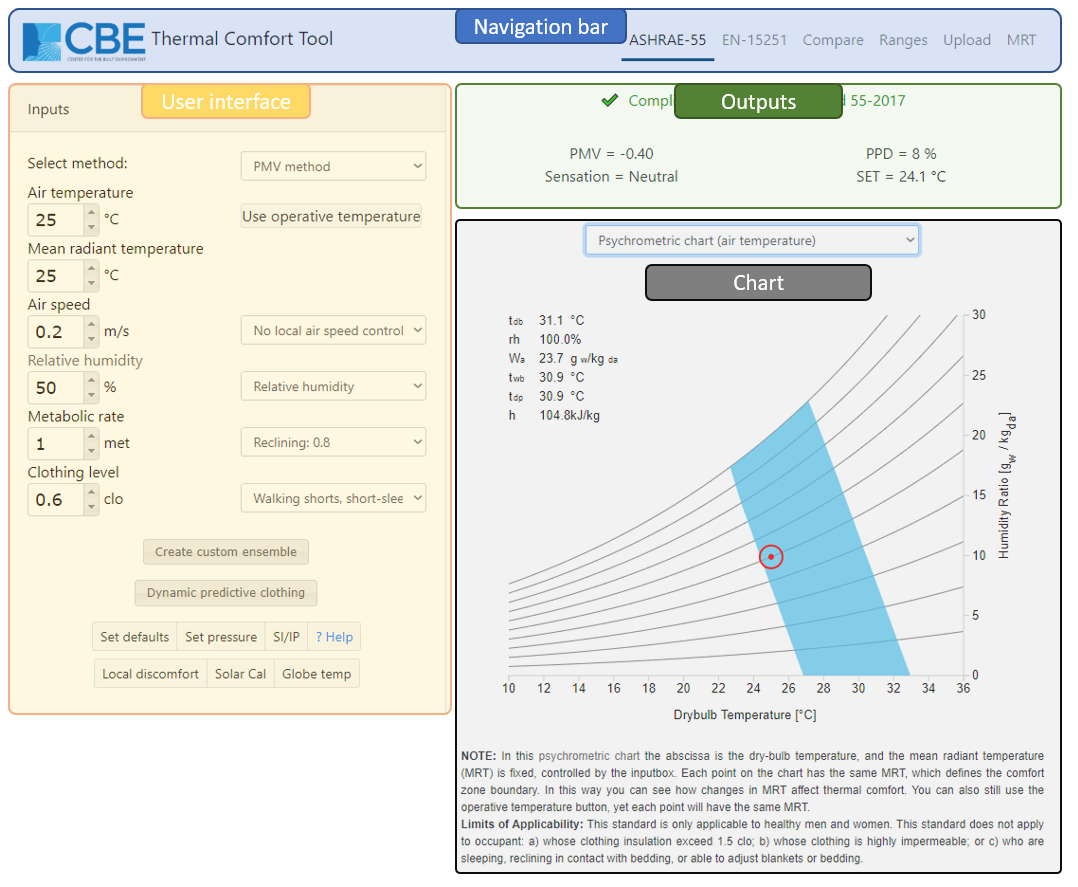 CBE Thermal Comfort Tool
CENTER FOR THE BUILT ENVIRONMENT
Navigation bar
ASHRAE-55 EN-15251 Compare Ranges Upload MRT
User interface
Inputs
Select method: PMV method
Air temperature
25 °C Use operative temperature
Mean radiant temperature
25 °C
Air speed
0.2 m/s No local air speed control
Relative humidity
50 % Relative humidity
Metabolic rate
1 met Reclining: 0.8
Clothing level
0.6 clo Walking shorts, short-slee
Create custom ensemble
Dynamic predictive clothing
Set defaults Set pressure SI/IP ? Help
Local discomfort Solar Cal Globe temp
Outputs
✔ Compl 55-2017
PMV = -0.40 PPD = 8 %
Sensation = Neutral SET = 24.1 °C
Psychrometric chart (air temperature)
Chart
tdb 31.1 °C
rh 100.0%
Wa 23.7 g w/kg da
twb 30.9 °C
tdp 30.9 °C
h 104.8kJ/kg
30
25
20
15
10
5
0
Humidity Ratio [gw / kgda]
10 12 14 16 18 20 22 24 26 28 30 32 34 36
Drybulb Temperature [°C]
NOTE: In this psychrometric chart the abscissa is the dry-bulb temperature, and the mean radiant temperature
(MRT) is fixed, controlled by the inputbox. Each point on the chart has the same MRT, which defines the comfort
zone boundary. In this way you can see how changes in MRT affect thermal comfort. You can also still use the
operative temperature button, yet each point will have the same MRT.
Limits of Applicability: This standard is only applicable to healthy men and women. This standard does not apply
to occupant: a) whose clothing insulation exceed 1.5 clo; b) whose clothing is highly impermeable; or c) who are
sleeping, reclining in contact with bedding, or able to adjust blankets or bedding.